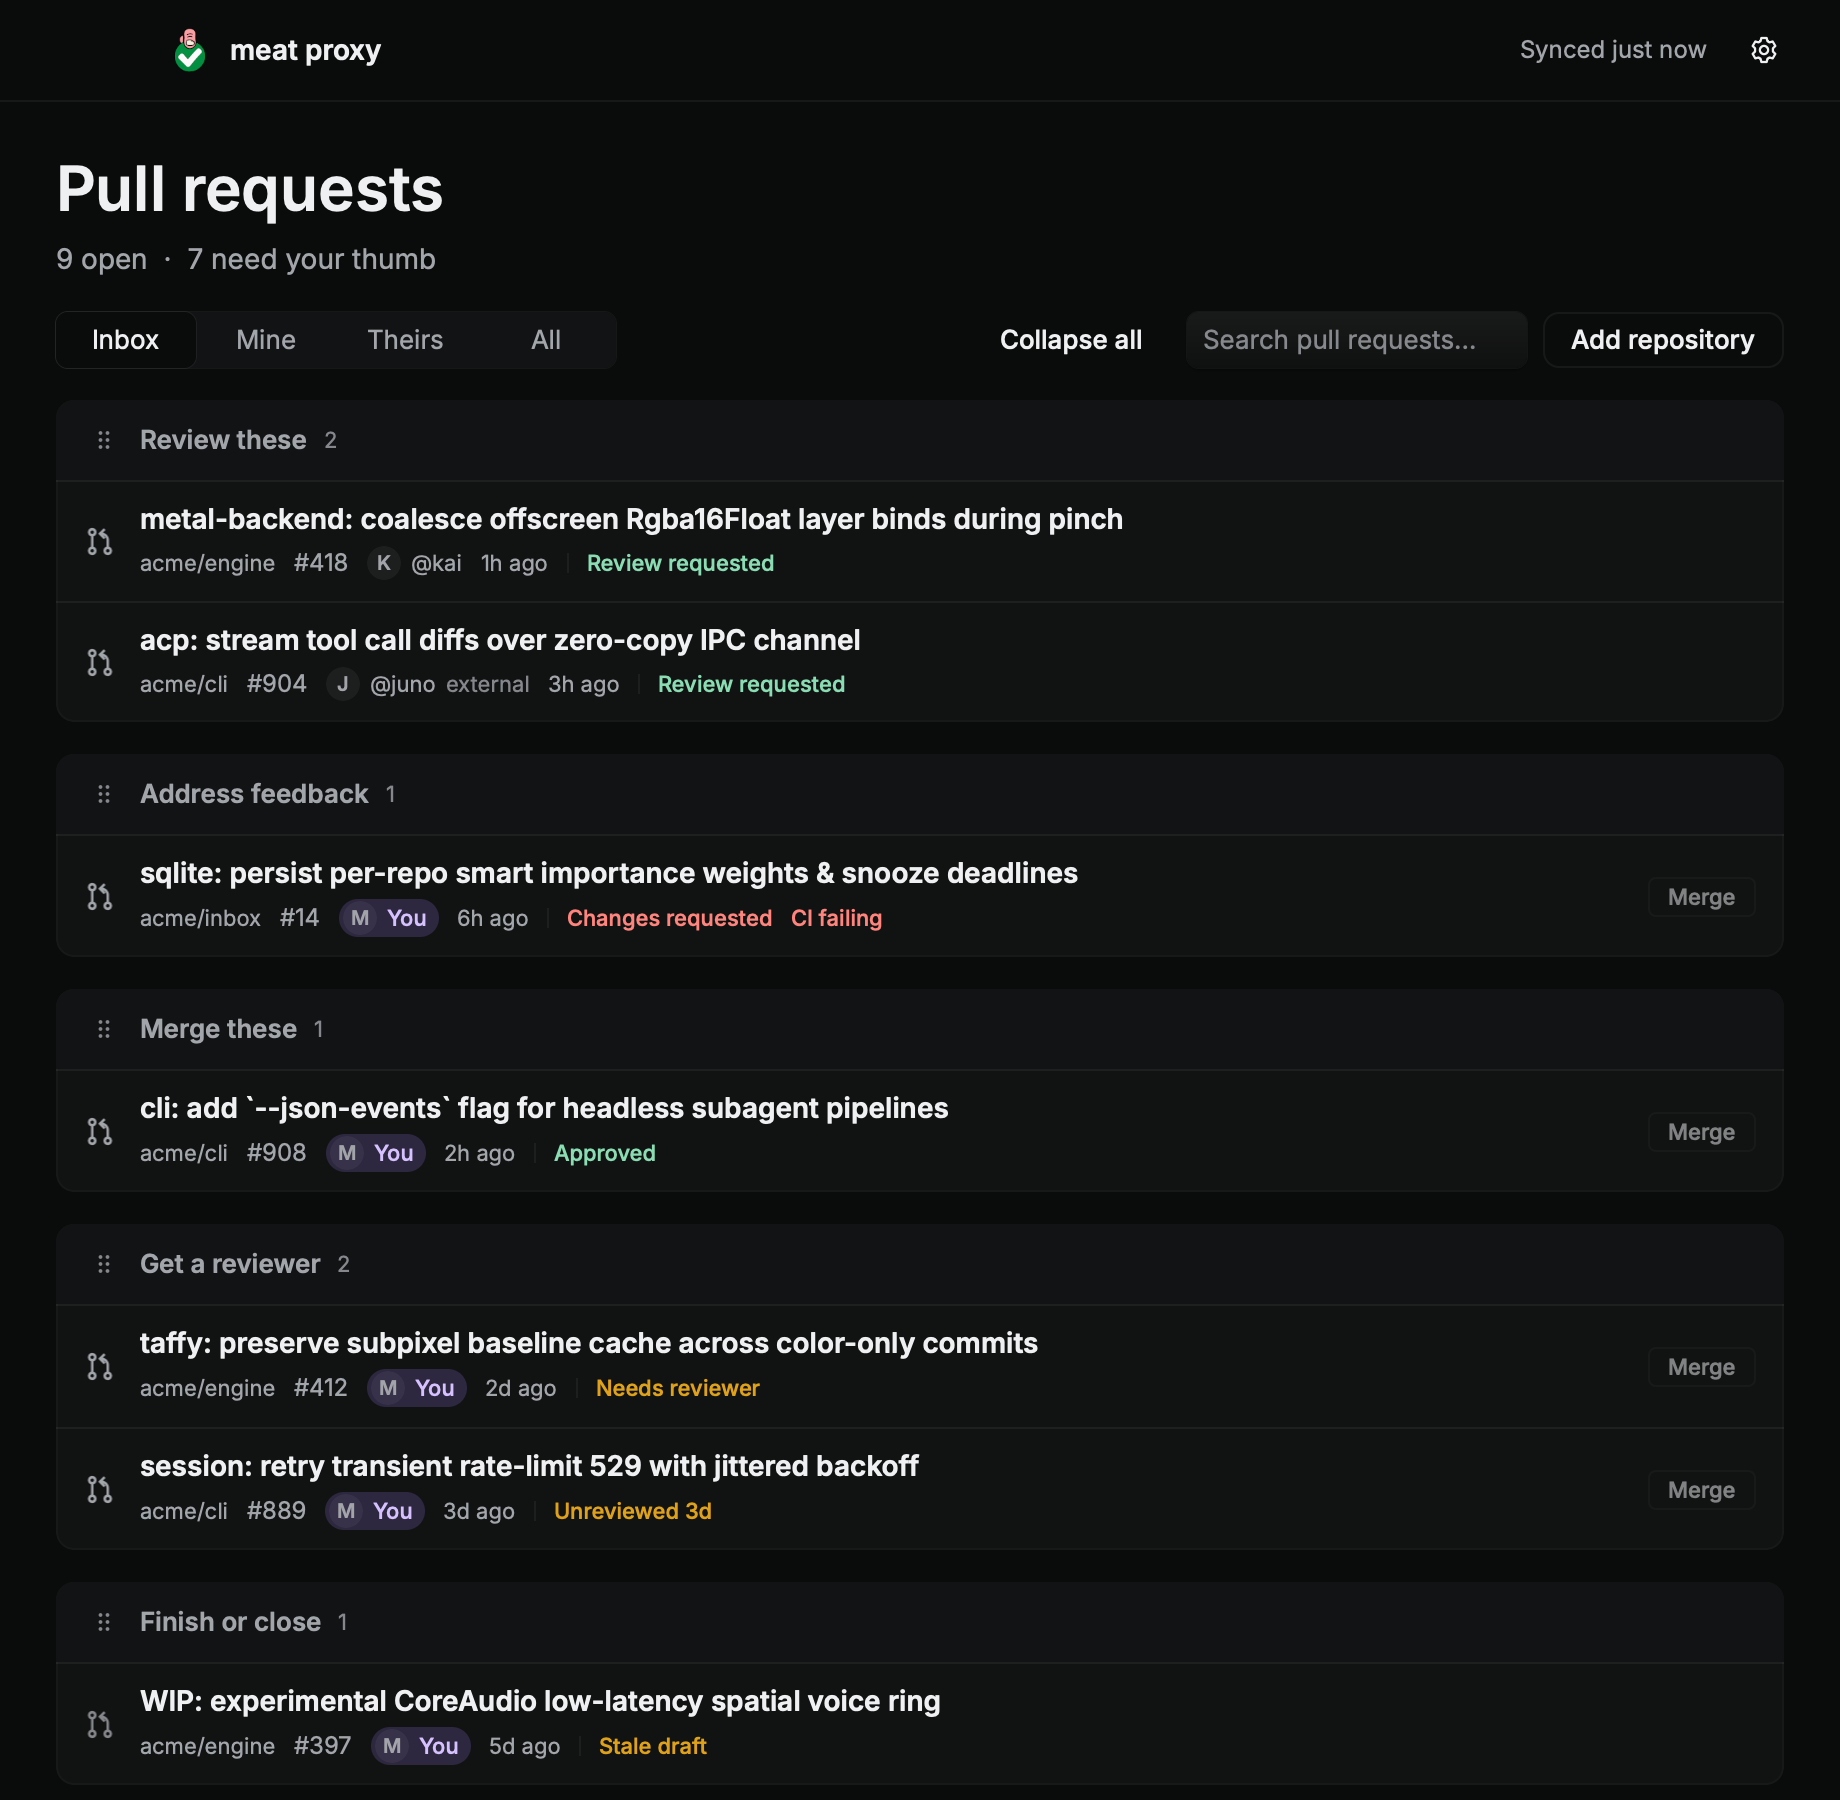 meat proxy
Synced just now
Pull requests
9 open · 7 need your thumb
Inbox Mine Theirs All
Collapse all
Search pull requests...
Add repository
Review these 2
metal-backend: coalesce offscreen Rgba16Float layer binds during pinch
acme/engine #418 K @kai 1h ago Review requested
acp: stream tool call diffs over zero-copy IPC channel
acme/cli #904 J @juno external 3h ago Review requested
Address feedback 1
sqlite: persist per-repo smart importance weights & snooze deadlines
acme/inbox #14 M You 6h ago Changes requested CI failing
Merge
Merge these 1
cli: add `--json-events` flag for headless subagent pipelines
acme/cli #908 M You 2h ago Approved
Merge
Get a reviewer 2
taffy: preserve subpixel baseline cache across color-only commits
acme/engine #412 M You 2d ago Needs reviewer
Merge
session: retry transient rate-limit 529 with jittered backoff
acme/cli #889 M You 3d ago Unreviewed 3d
Merge
Finish or close 1
WIP: experimental CoreAudio low-latency spatial voice ring
acme/engine #397 M You 5d ago Stale draft